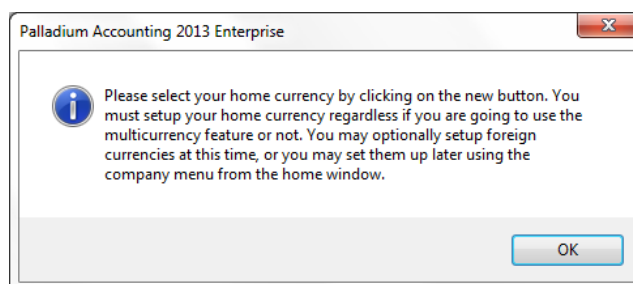 Palladium Accounting 2013 Enterprise
Please select your home currency by clicking on the new button. You
must setup your home currency regardless if you are going to use the
multicurrency feature or not. You may optionally setup foreign
currencies at this time, or you may set them up later using the
company menu from the home window.
OK